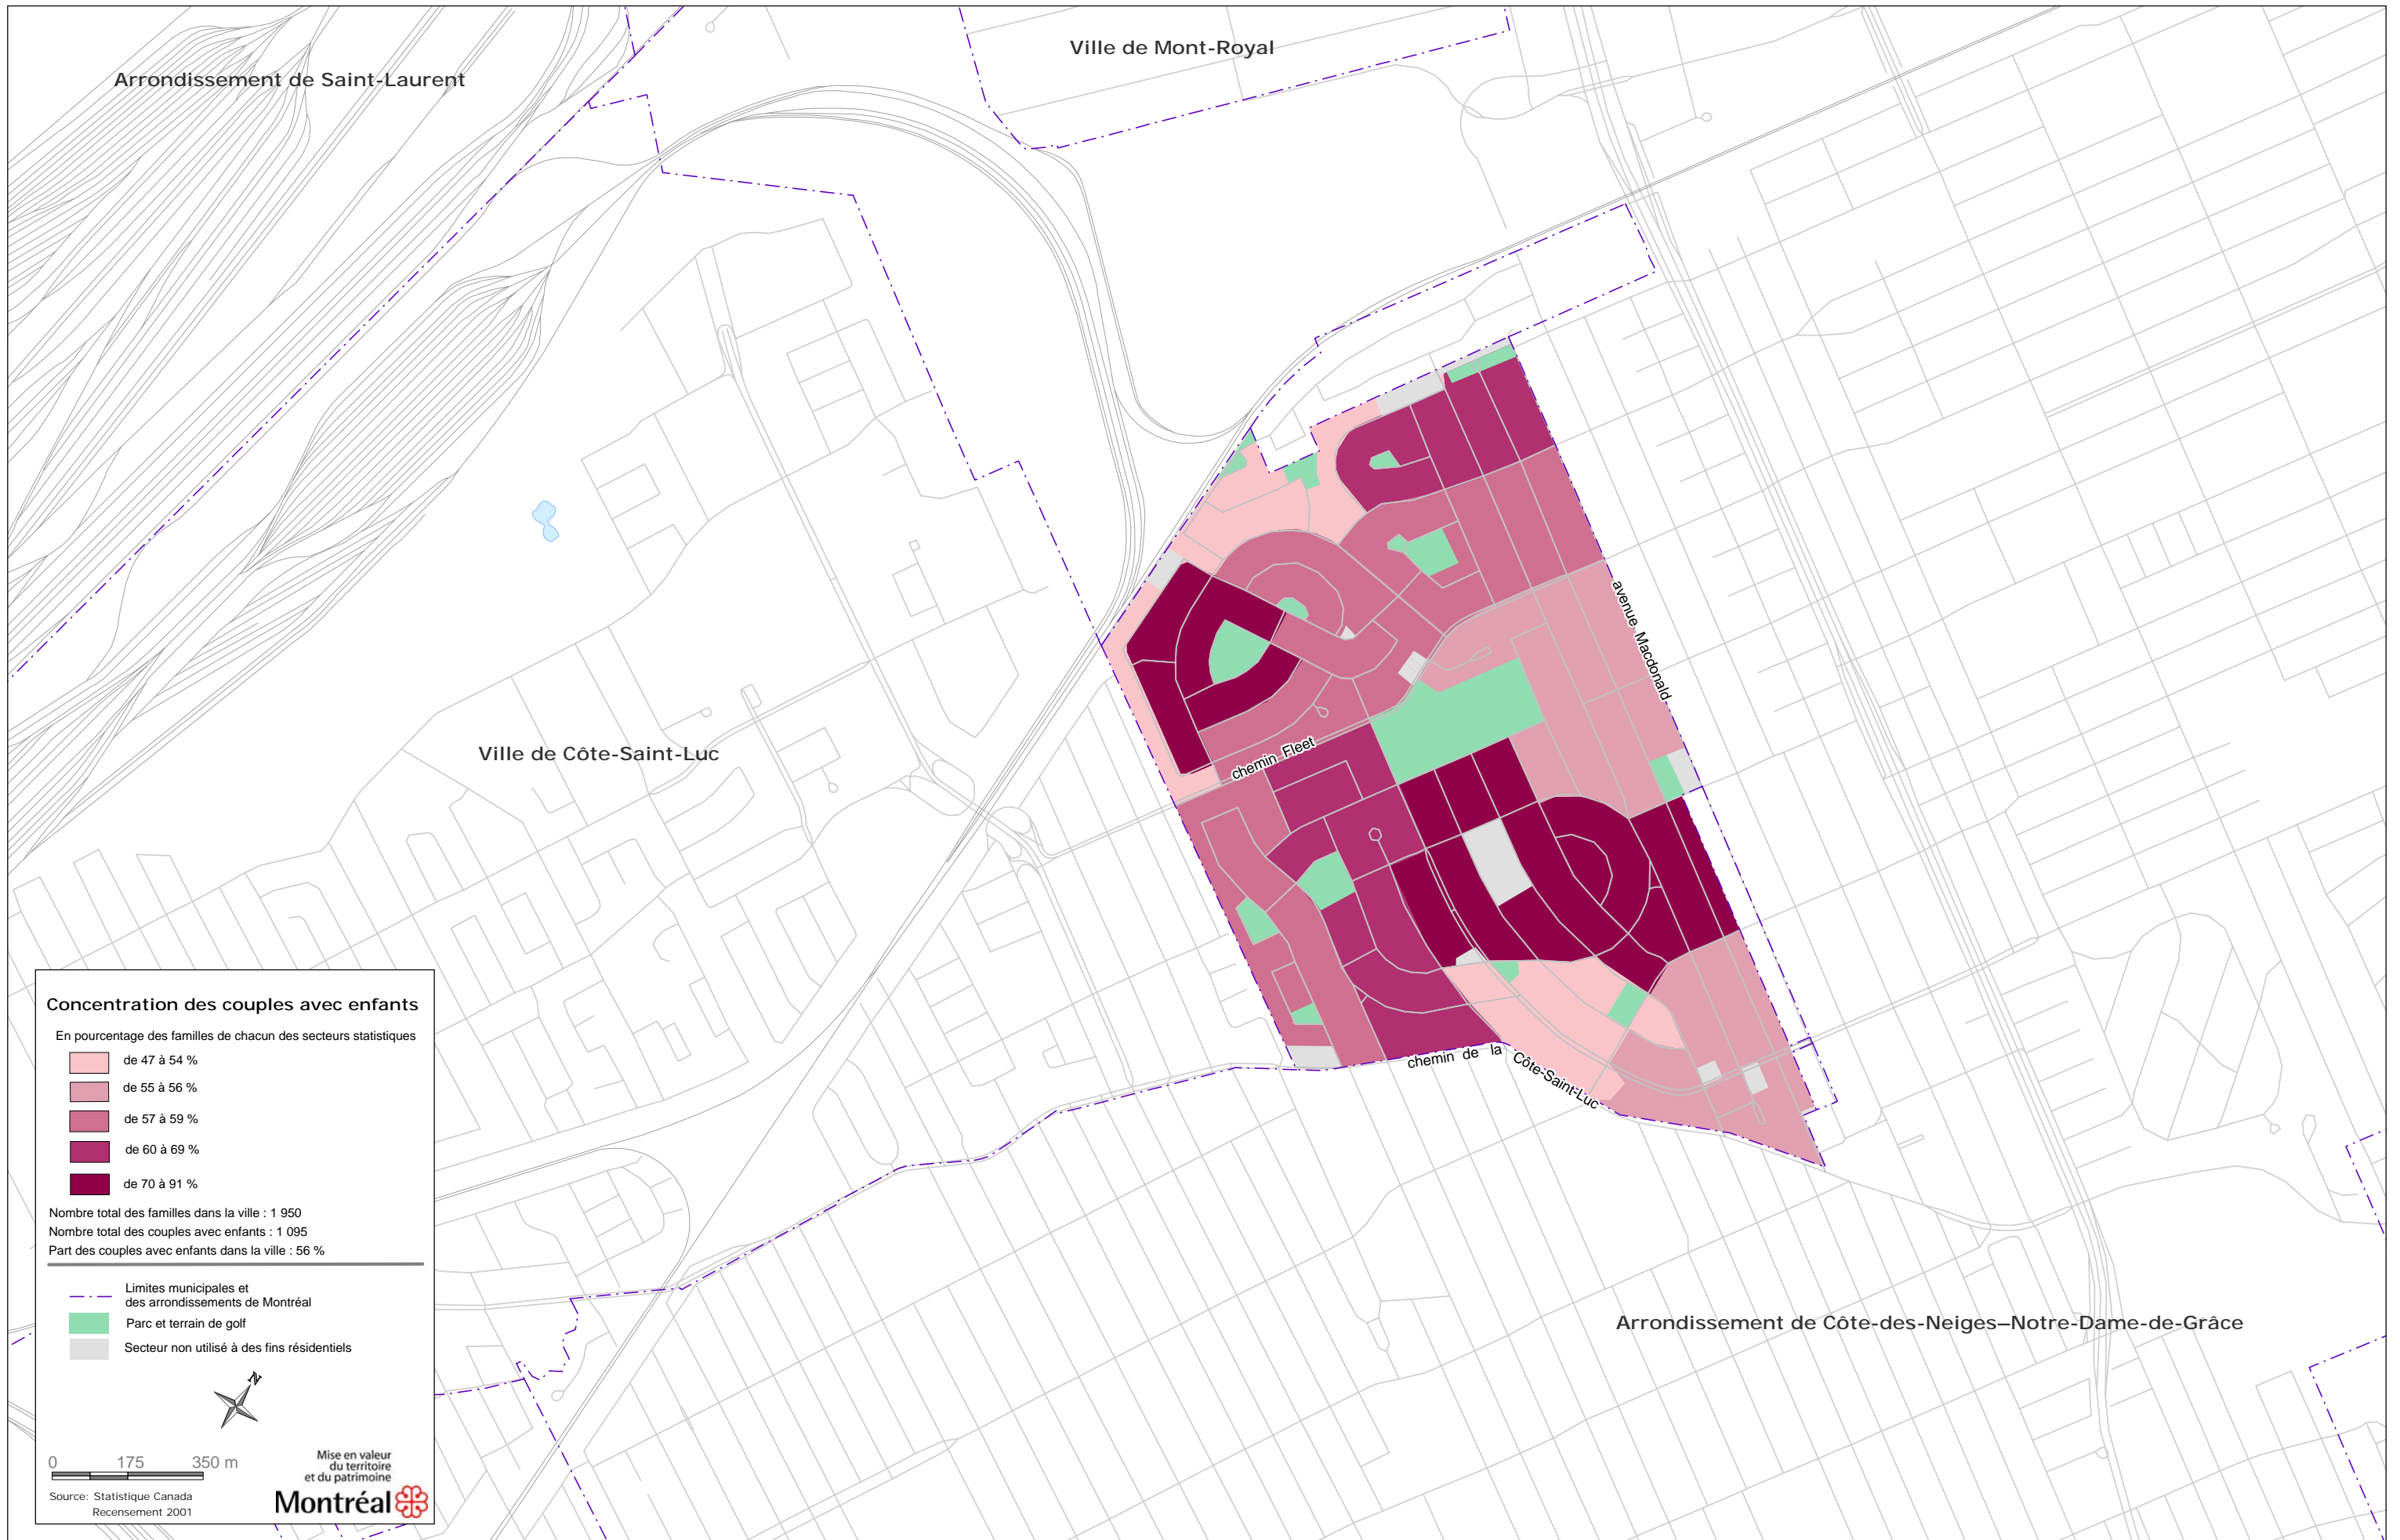 Arrondissement de Saint-Laurent
Ville de Mont-Royal
avenue Macdonald
Ville de Côte-Saint-Luc
chemin Fleet
chemin de la Côte-Saint-Luc
Arrondissement de Côte-des-Neiges–Notre-Dame-de-Grâce
Concentration des couples avec enfants
En pourcentage des familles de chacun des secteurs statistiques
de 47 à 54 %
de 55 à 56 %
de 57 à 59 %
de 60 à 69 %
de 70 à 91 %
Nombre total des familles dans la ville : 1 950
Nombre total des couples avec enfants : 1 095
Part des couples avec enfants dans la ville : 56 %
Limites municipales et
des arrondissements de Montréal
Parc et terrain de golf
Secteur non utilisé à des fins résidentiels
N
0 175 350 m
Source: Statistique Canada
Recensement 2001
Mise en valeur
du territoire
et du patrimoine
Montréal